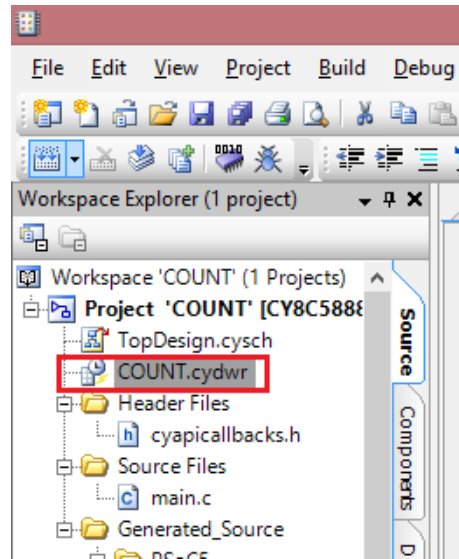 File Edit View Project Build Debug
0010
Workspace Explorer (1 project)
Workspace 'COUNT' (1 Projects)
Project 'COUNT' [CY8C5888
TopDesign.cysch
COUNT.cydwr
Header Files
h cyapicallbacks.h
Source Files
c main.c
Generated_Source
PSoC5
Source
Components
D